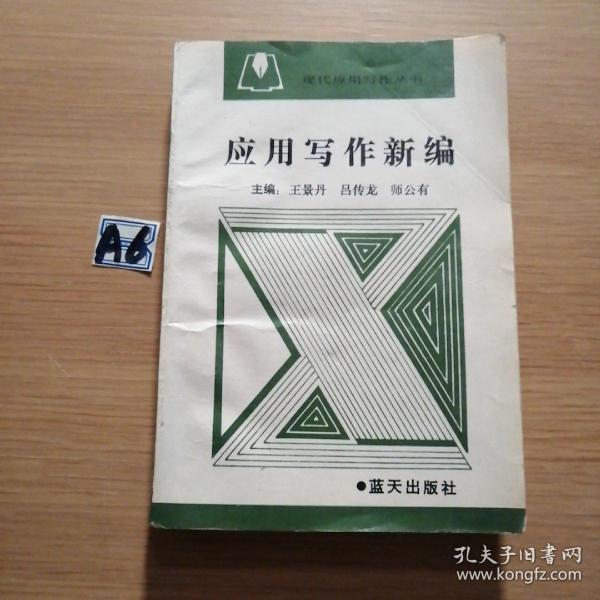 现代应用写作丛书
应用写作新编
主编：王景丹 吕传龙 师公有
A6
●蓝天出版社
孔夫子旧书网
www.kongfz.com